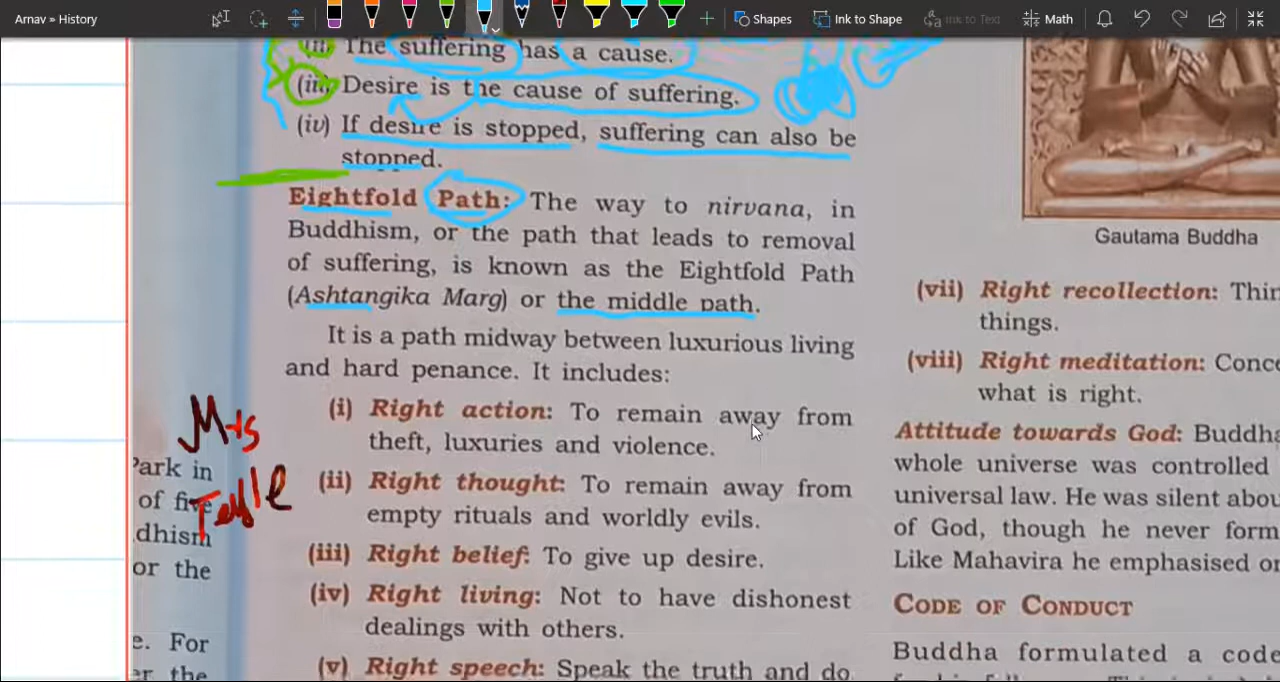 Arnav » History
Shapes
Ink to Shape
Ink to Text
Math
(ii) The suffering has a cause.
(iii) Desire is the cause of suffering.
(iv) If desire is stopped, suffering can also be
stopped.
Eightfold Path: The way to nirvana, in
Buddhism, or the path that leads to removal
of suffering, is known as the Eightfold Path
(Ashtangika Marg) or the middle path.
It is a path midway between luxurious living
and hard penance. It includes:
(i) Right action: To remain away from
theft, luxuries and violence.
(ii) Right thought: To remain away from
empty rituals and worldly evils.
(iii) Right belief: To give up desire.
(iv) Right living: Not to have dishonest
dealings with others.
(v) Right speech: Speak the truth and do
Park in
of five
dhism
or the
e. For
er the
Gautama Buddha
(vii) Right recollection: Thin
things.
(viii) Right meditation: Conce
what is right.
Attitude towards God: Buddha
whole universe was controlled
universal law. He was silent abou
of God, though he never form
Like Mahavira he emphasised on
CODE OF CONDUCT
Buddha formulated a code